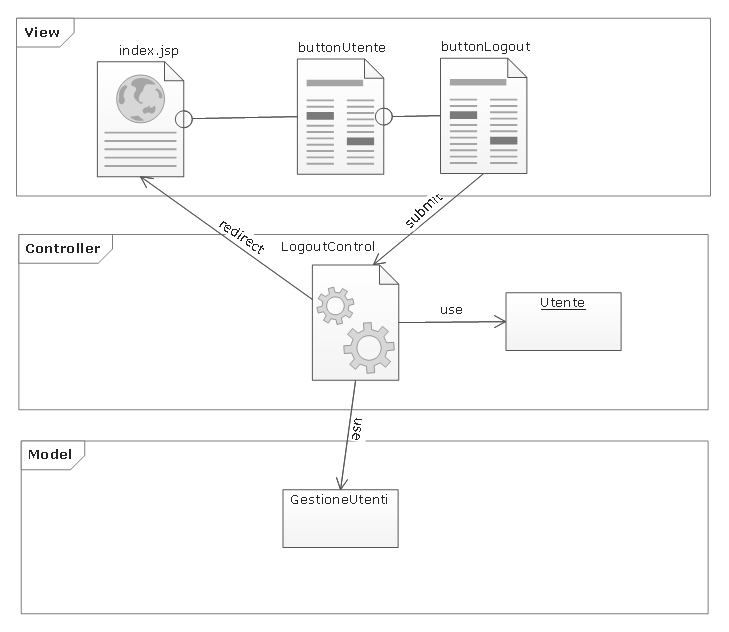 View
index.jsp
buttonUtente
buttonLogout
redirect
submit
Controller
LogoutControl
use
Utente
use
Model
GestioneUtenti